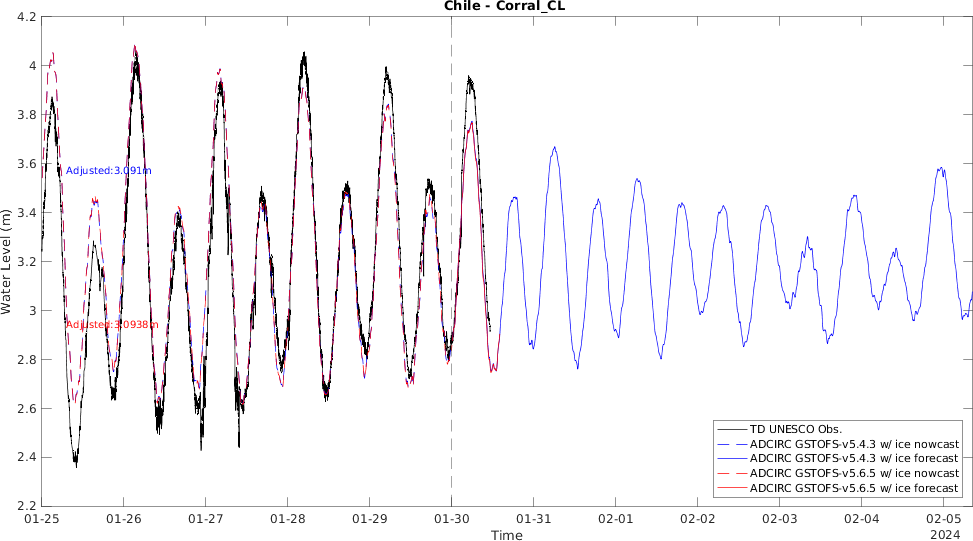 Chile - Corral_CL
4.2
4
3.8
3.6
3.4
3.2
3
2.8
2.6
2.4
2.2
Water Level (m)
Adjusted:3.091m
Adjusted:3.0938m
TD UNESCO Obs.
ADCIRC GSTOFS-v5.4.3 w/ ice nowcast
ADCIRC GSTOFS-v5.4.3 w/ ice forecast
ADCIRC GSTOFS-v5.6.5 w/ ice nowcast
ADCIRC GSTOFS-v5.6.5 w/ ice forecast
01-25 01-26 01-27 01-28 01-29 01-30 01-31 02-01 02-02 02-03 02-04 02-05
Time
2024